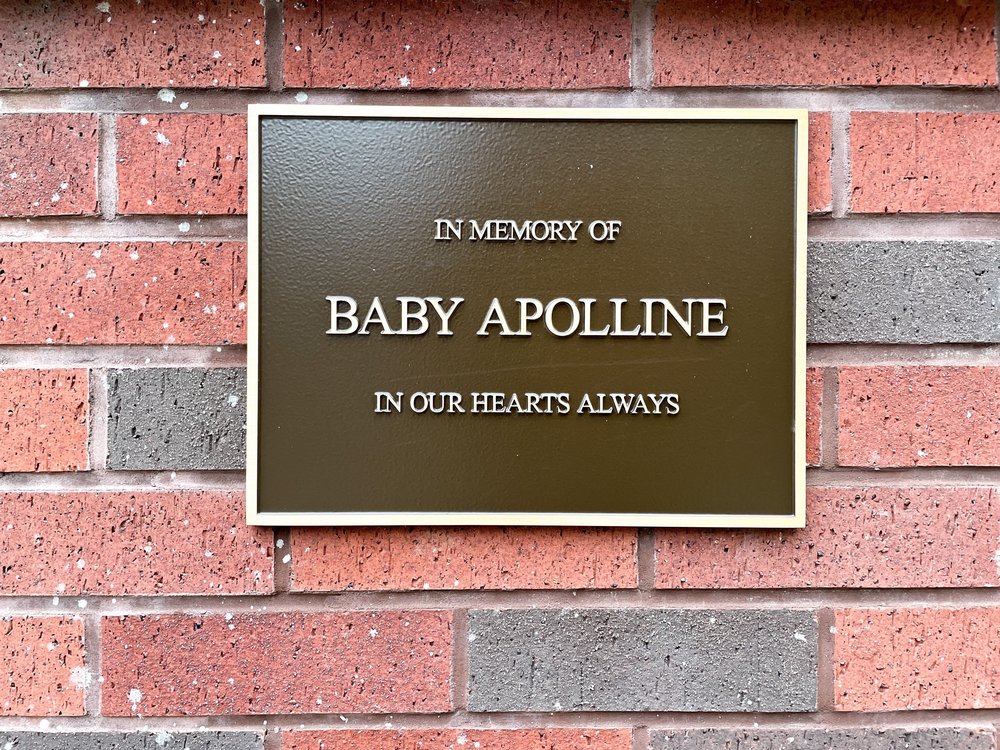 IN MEMORY OF
BABY APOLLINE
IN OUR HEARTS ALWAYS